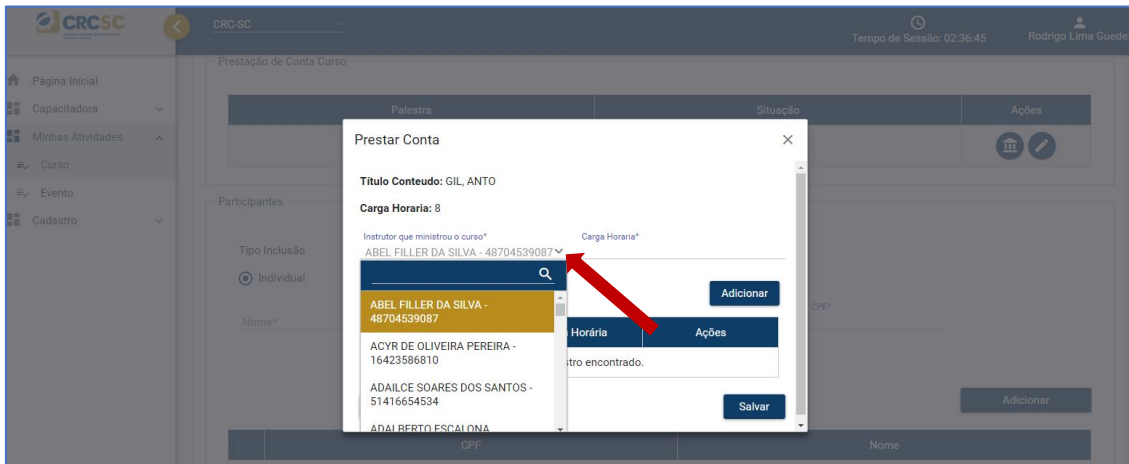 CRCSC
CRC-SC
Tempo de Sessão: 02:36:45
Rodrigo Lima Guede
Página Inicial
Capacitadora
Minhas Atividades
Curso
Evento
Cadastro
Prestação de Conta Curso
Palestra
Situação
Ações
Participantes
Tipo Inclusão
Individual
Nome*
CPF*
Adicionar
CPF
Nome
Prestar Conta
Título Conteudo: GIL, ANTO
Carga Horaria: 8
Instrutor que ministrou o curso*
Carga Horaria*
ABEL FILLER DA SILVA - 48704539087
ABEL FILLER DA SILVA -
48704539087
ACYR DE OLIVEIRA PEREIRA -
16423586810
ADAILCE SOARES DOS SANTOS -
51416654534
ADALBERTO ESCALONA
Adicionar
Horária
Ações
stro encontrado.
Salvar